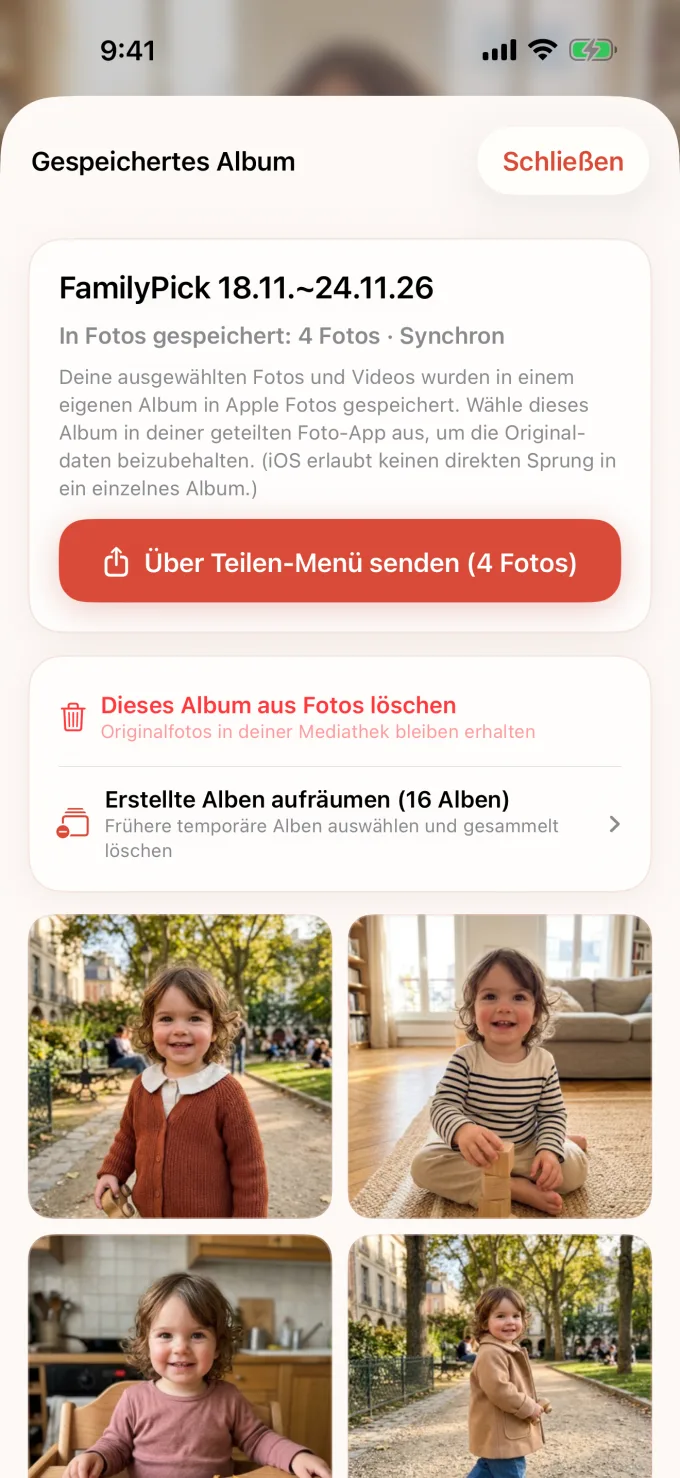 9:41
Gespeichertes Album
Schließen
FamilyPick 18.11.~24.11.26
In Fotos gespeichert: 4 Fotos · Synchron
Deine ausgewählten Fotos und Videos wurden in einem
eigenen Album in Apple Fotos gespeichert. Wähle dieses
Album in deiner geteilten Foto-App aus, um die Original-
daten beizubehalten. (iOS erlaubt keinen direkten Sprung in
ein einzelnes Album.)
Über Teilen-Menü senden (4 Fotos)
Dieses Album aus Fotos löschen
Originalfotos in deiner Mediathek bleiben erhalten
Erstellte Alben aufräumen (16 Alben)
Frühere temporäre Alben auswählen und gesammelt
löschen